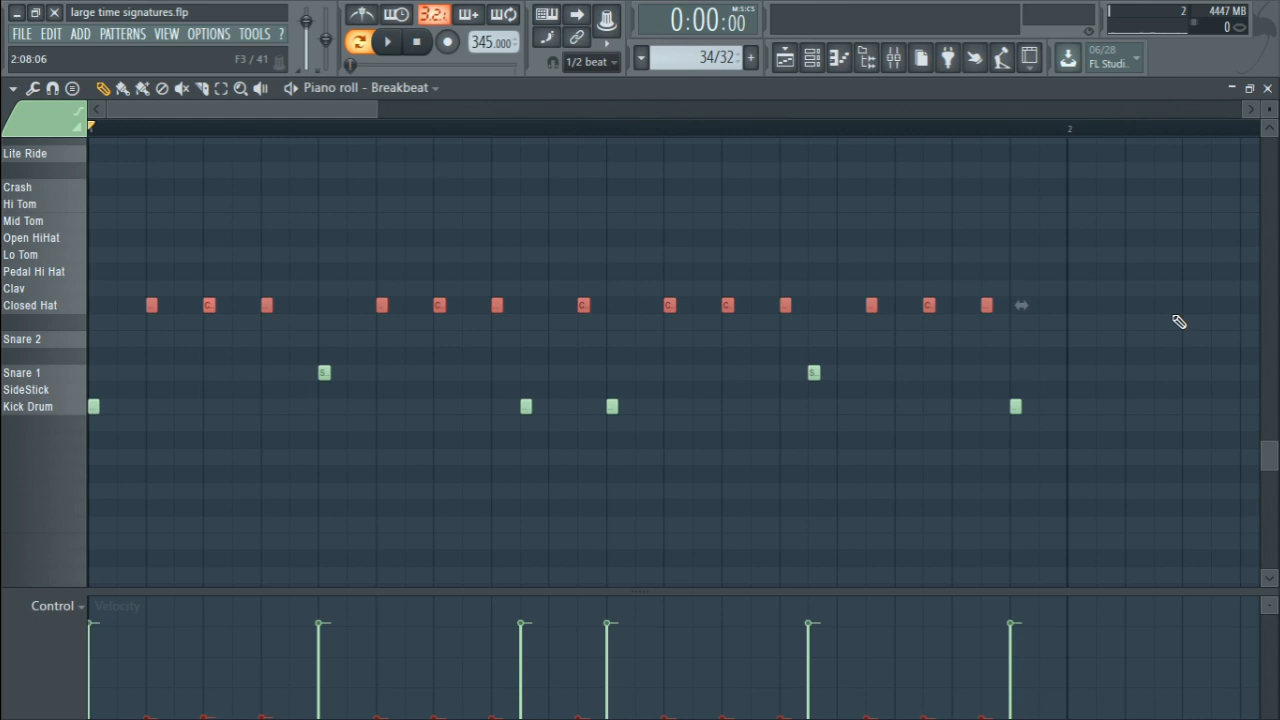 large time signatures.flp
FILE EDIT ADD PATTERNS VIEW OPTIONS TOOLS ?
2:08:06 F3 / 41
3.2.
345.000
1/2 beat
0:00:00 M:S:CS
34/32
2 4447 MB
0
06/28
FL Studi..
Piano roll - Breakbeat
2
Lite Ride
Crash
Hi Tom
Mid Tom
Open HiHat
Lo Tom
Pedal Hi Hat
Clav
Closed Hat
C.. C.. C.. C.. C.. C..
Snare 2
Snare 1
S.. S..
SideStick
Kick Drum
Control Velocity